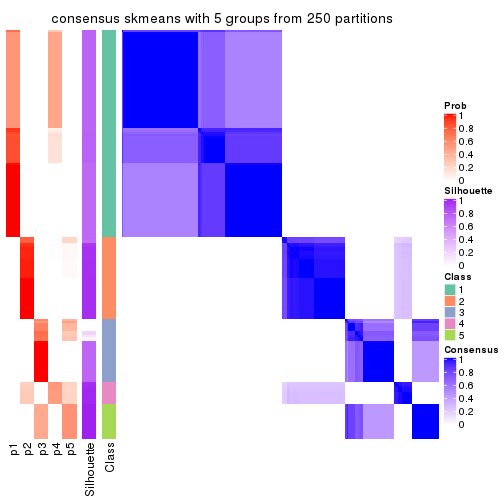 consensus skmeans with 5 groups from 250 partitions
Prob
1
0.8
0.6
0.4
0.2
0
Silhouette
1
0.8
0.6
0.4
0.2
0
Class
1
2
3
4
5
Consensus
1
0.8
0.6
0.4
0.2
0
p1
p2
p3
p4
p5
Silhouette
Class